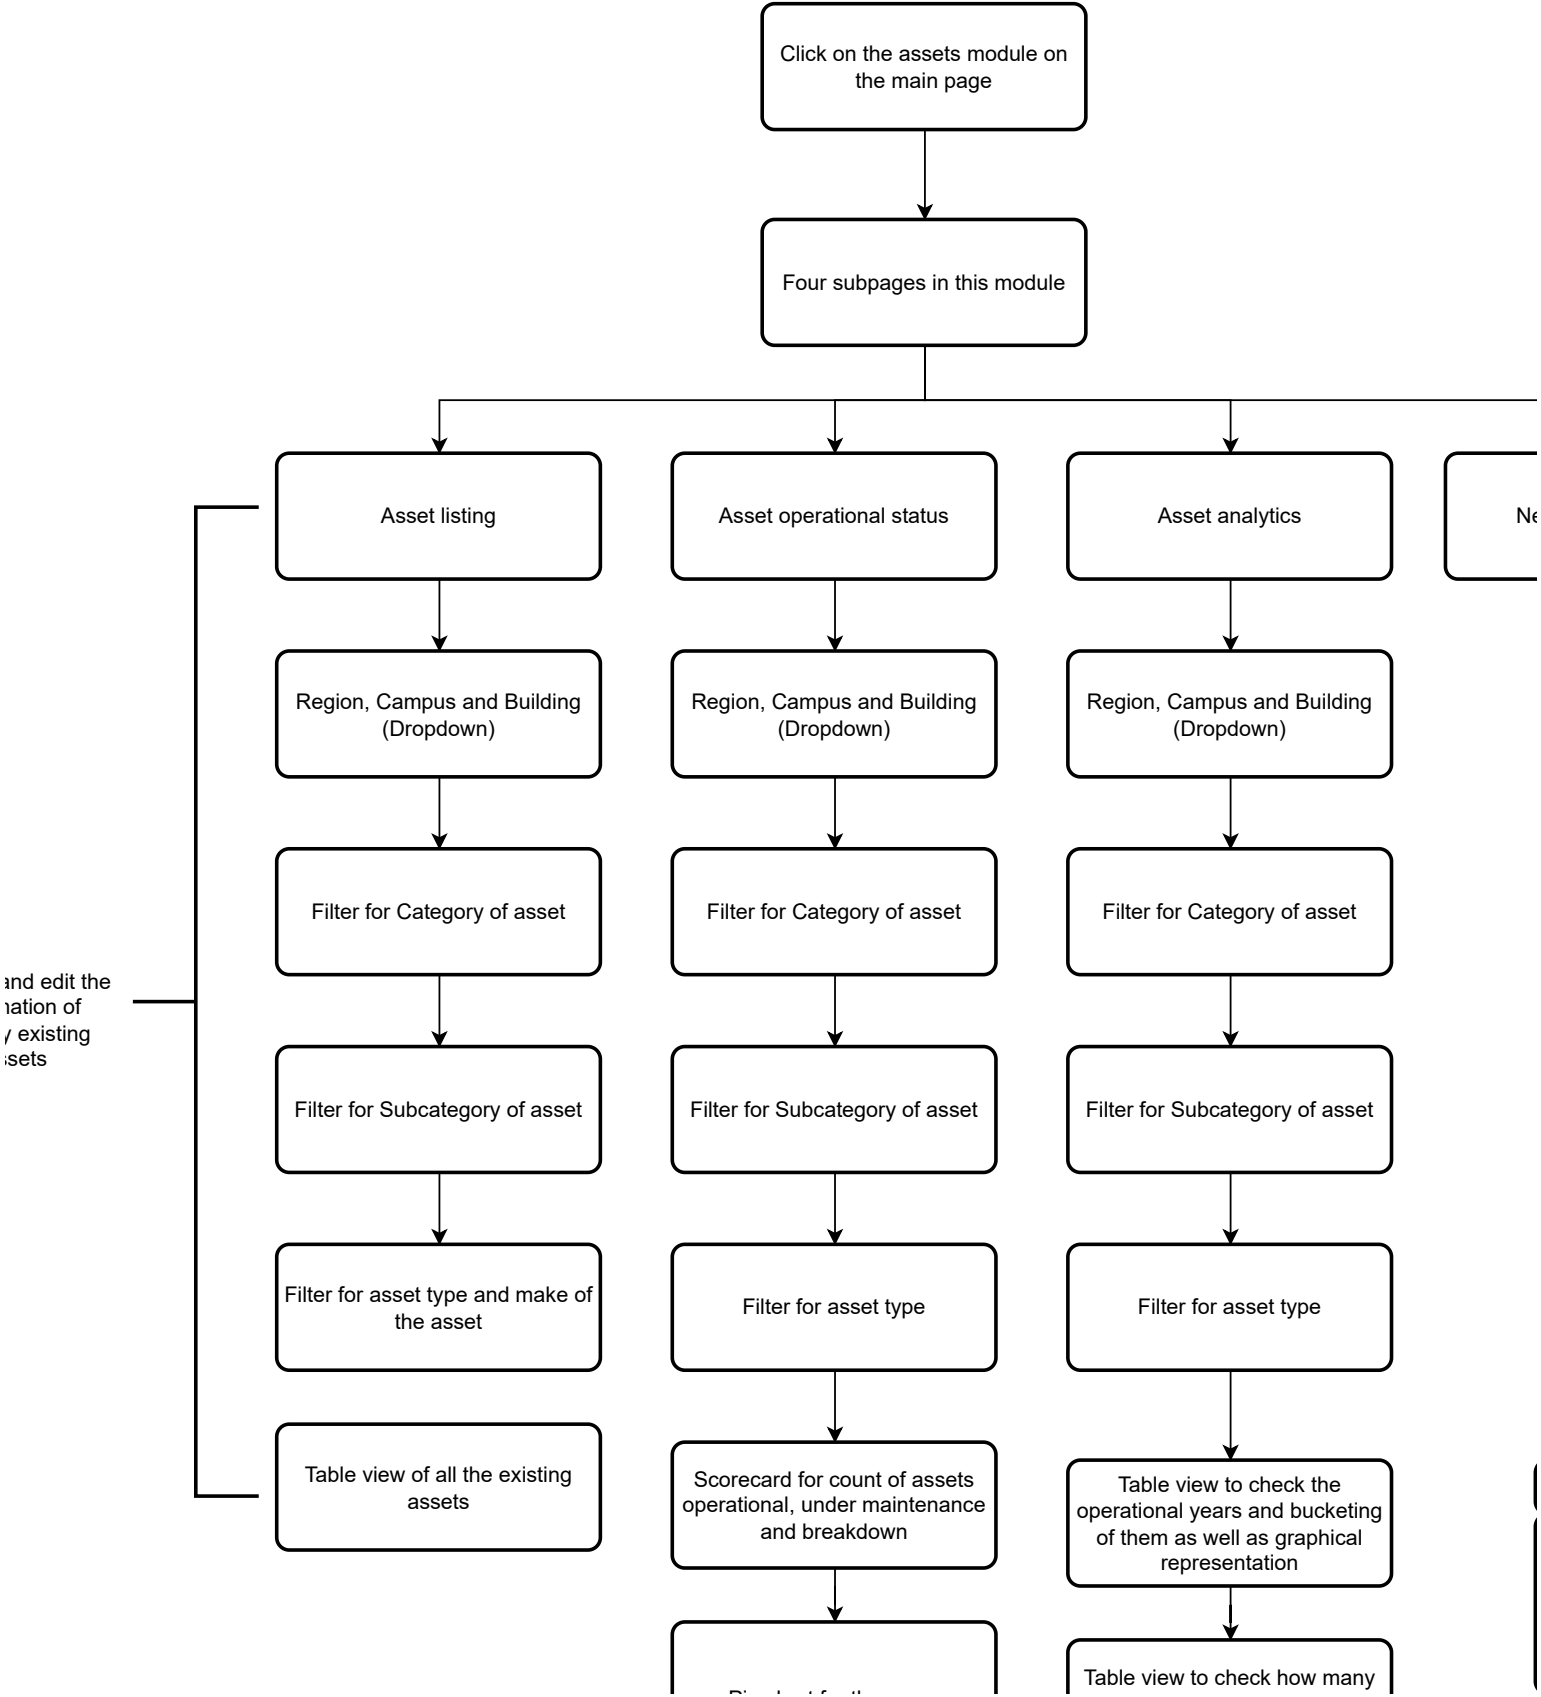 Click on the assets module on
the main page
Four subpages in this module
Asset listing
Asset operational status
Asset analytics
Region, Campus and Building
(Dropdown)
Region, Campus and Building
(Dropdown)
Region, Campus and Building
(Dropdown)
Filter for Category of asset
Filter for Category of asset
Filter for Category of asset
and edit the
of
existing
Filter for Subcategory of asset
Filter for Subcategory of asset
Filter for Subcategory of asset
Filter for asset type and make of
the asset
Filter for asset type
Filter for asset type
Table view of all the existing
assets
Scorecard for count of assets
operational, under maintenance
and breakdown
Table view to check the
operational years and bucketing
of them as well as graphical
representation
Table view to check how many